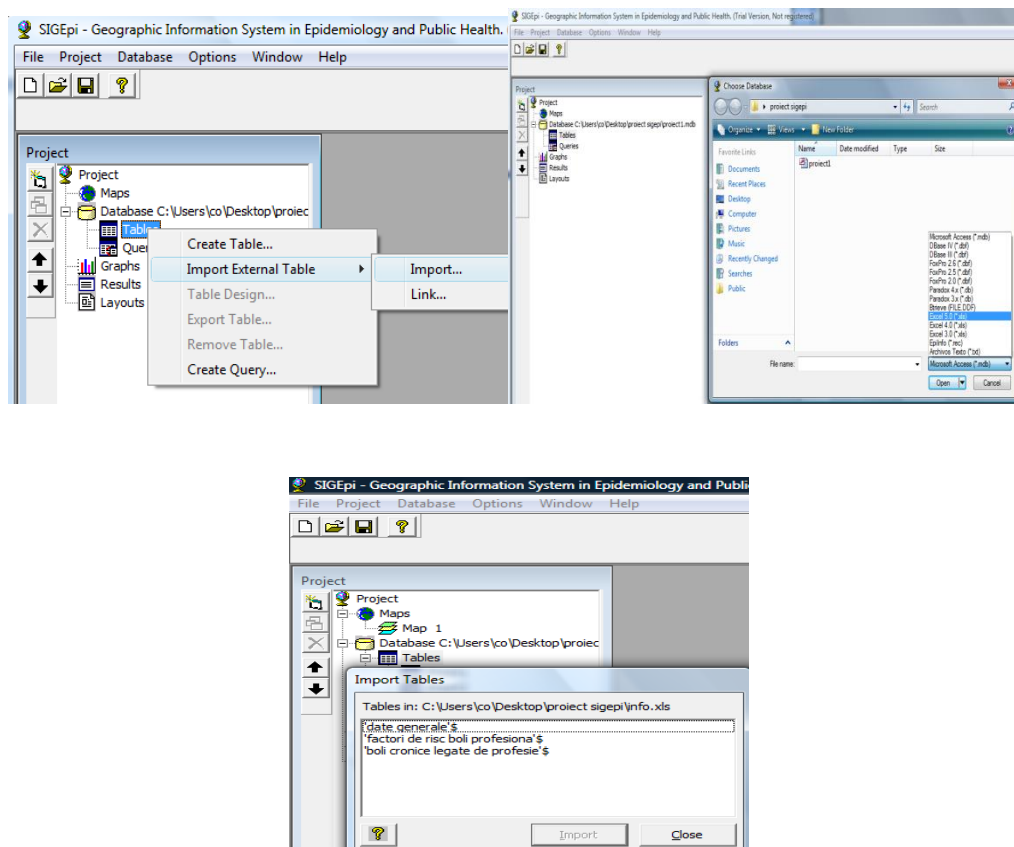 SIGEpi - Geographic Information System in Epidemiology and Public Health.
File Project Database Options Window Help
Project
Project
Maps
Database C:\Users\co\Desktop\proiec
Tables
Quer
Graphs
Results
Layouts
Create Table...
Import External Table
Table Design...
Export Table...
Remove Table...
Create Query...
Import...
Link...
SIGEpi - Geographic Information System in Epidemiology and Public Health. (Trial Version, Not registered)
File Project Database Options Window Help
Project
Project
Maps
Database C:\Users\co\Desktop\proiect sigepi\proiect1.mdb
Tables
Queries
Graphs
Results
Layouts
Choose Database
proiect sigepi
Search
Organize Views New Folder
Favorite Links
Documents
Recent Places
Desktop
Computer
Pictures
Music
Recently Changed
Searches
Public
Folders
Name Date modified Type Size
proiect1
Microsoft Access (*.mdb)
DBase IV (*.dbf)
DBase III (*.dbf)
FoxPro 2.6 (*.dbf)
FoxPro 2.5 (*.dbf)
FoxPro 2.0 (*.dbf)
Paradox 4.x (*.db)
Paradox 3.x (*.db)
Btrieve (FILE.DDF)
Excel 5.0 (*.xls)
Excel 4.0 (*.xls)
Excel 3.0 (*.xls)
EpiInfo (*.rec)
Archivos Texto (*.txt)
File name:
Microsoft Access (*.mdb)
Open
Cancel
SIGEpi - Geographic Information System in Epidemiology and Publi
File Project Database Options Window Help
Project
Project
Maps
Map 1
Database C:\Users\co\Desktop\proiec
Tables
Import Tables
Tables in: C:\Users\co\Desktop\proiect sigepi\info.xls
'date generale'$
'factori de risc boli profesiona'$
'boli cronice legate de profesie'$
Import
Close